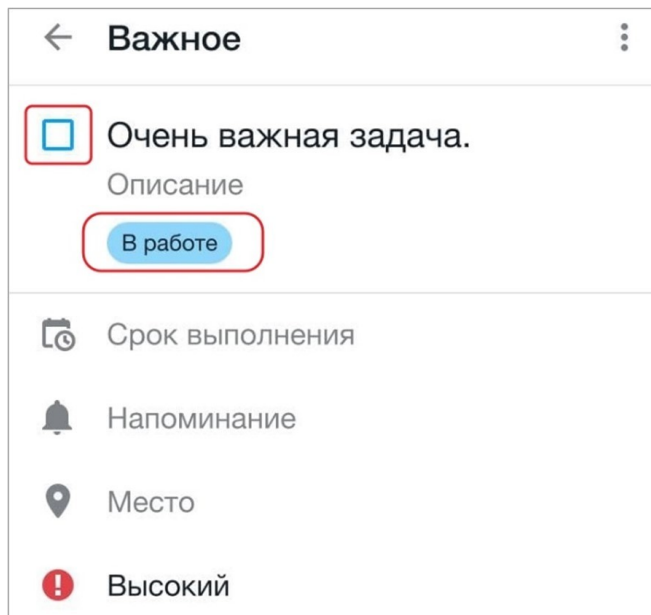 Важное
Очень важная задача.
Описание
В работе
Срок выполнения
Напоминание
Место
Высокий